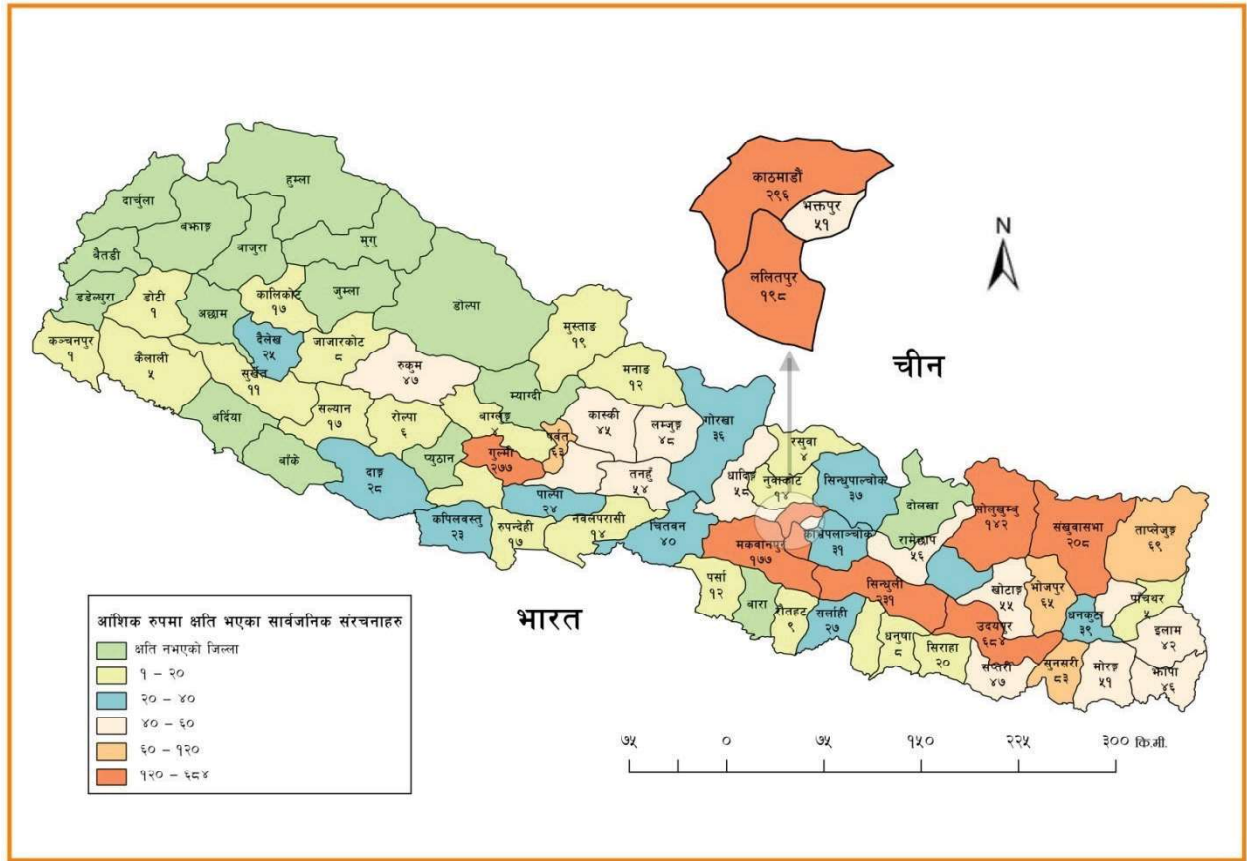 हुम्ला
दार्चुला
बझाङ्ग
मुगु
बाजुरा
बैतडी
डडेल्धुरा
डोटी
१
अछाम
कालिकोट
१७
जुम्ला
डोल्पा
कञ्चनपुर
१
कैलाली
५
दैलेख
२५
जाजारकोट
८
रुकुम
४७
सुर्खेत
११
मुस्ताङ
१९
मनाङ
१२
म्याग्दी
बर्दिया
सल्यान
१७
रोल्पा
६
बाग्लुङ्ग
४
पर्वत
६३
कास्की
४५
लम्जुङ्ग
४८
गोरखा
३६
बाँके
दाङ्ग
२८
प्युठान
गुल्मी
२७७
तनहुँ
५४
धादिङ्ग
५८
कपिलवस्तु
२३
रुपन्देही
१७
पाल्पा
२४
नवलपरासी
१४
चितवन
४०
काठमाडौं
२९६
भक्तपुर
५१
ललितपुर
१९८
N
चीन
रसुवा
४
नुवाकोट
१४
सिन्धुपाल्चोक
३७
दोलखा
मकवानपुर
१७७
काभ्रेपलाञ्चोक
३१
रामेछाप
५६
सोलुखुम्बु
१४२
संखुवासभा
२०८
ताप्लेजुङ्ग
६९
पर्सा
१२
बारा
रौतहट
९
सर्लाही
२७
सिन्धुली
२३१
खोटाङ्ग
५५
भोजपुर
६५
धनकुटा
३९
पाँचथर
५
इलाम
४२
धनुषा
८
सिराहा
२०
उदयपुर
६८४
सप्तरी
४७
सुनसरी
८३
मोरङ्ग
५१
झापा
४६
भारत
आंशिक रुपमा क्षति भएका सार्वजनिक संरचनाहरु
क्षति नभएको जिल्ला
१ – २०
२० – ४०
४० – ६०
६० – १२०
१२० – ६८४
७५ ० ७५ १५० २२५ ३०० कि.मी.